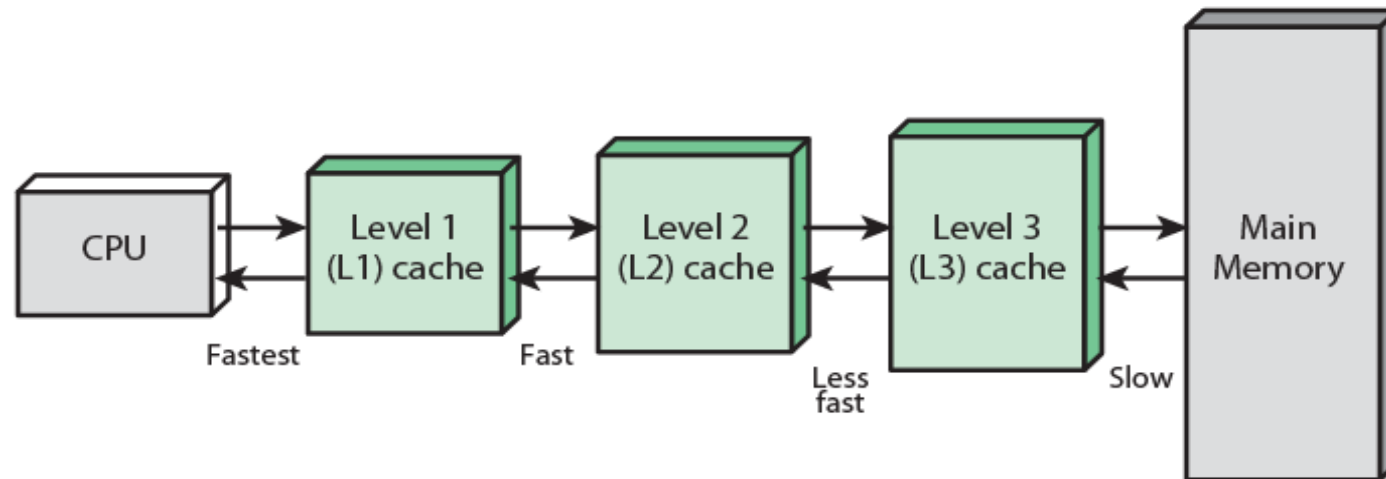 CPU
Level 1
(L1) cache
Level 2
(L2) cache
Level 3
(L3) cache
Main
Memory
Fastest
Fast
Less
fast
Slow